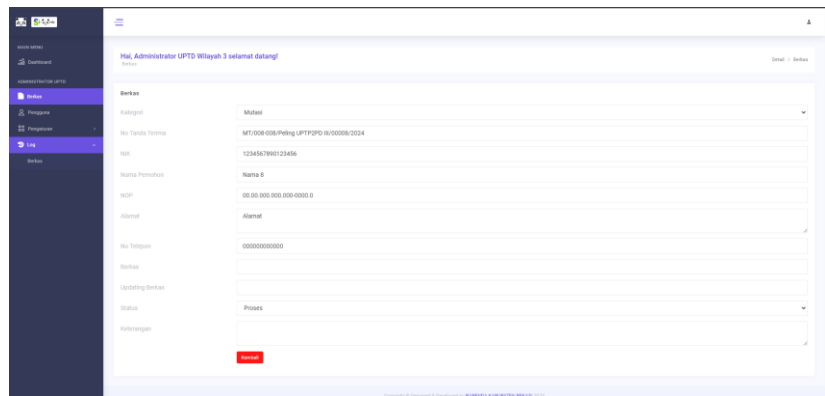 MAIN MENU
Dashboard
ADMINISTRATOR UPTD
Berkas
Pengguna
Pengaturan
Log
Berkas
Hai, Administrator UPTD Wilayah 3 selamat datang!
Berkas
Detail > Berkas
Berkas
Kategori
Mutasi
No Tanda Terima
MT/008-008/Peling UPTP2PD III/00008/2024
NIK
1234567890123456
Nama Pemohon
Nama 8
NOP
00.00.000.000.000-0000.0
Alamat
Alamat
No Telepon
000000000000
Berkas
Updating Berkas
Status
Proses
Keterangan
Kembali